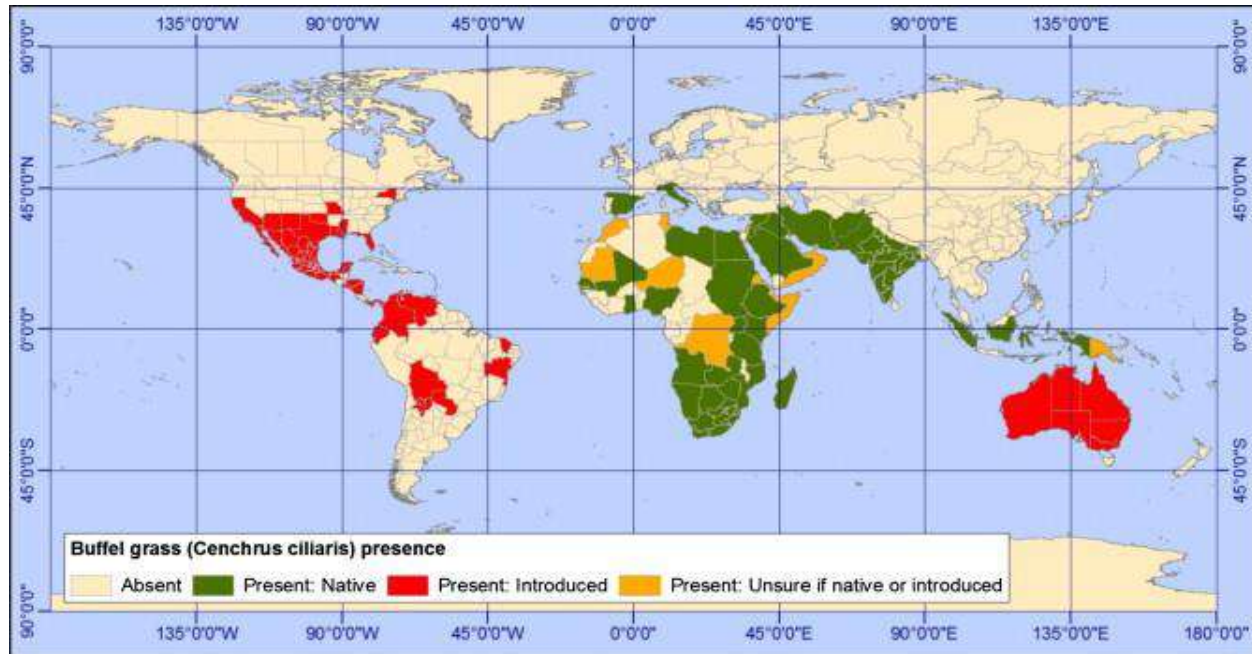 135°0'0"W 90°0'0"W 45°0'0"W 0°0'0" 45°0'0"E 90°0'0"E 135°0'0"E
90°0'0" 90°0'0"
45°0'0"N 45°0'0"N
0°0'0" 0°0'0"
45°0'0"S 45°0'0"S
Buffel grass (Cenchrus ciliaris) presence
Absent Present: Native Present: Introduced Present: Unsure if native or introduced
90°0'0" 90°0'0"
135°0'0"W 90°0'0"W 45°0'0"W 0°0'0" 45°0'0"E 90°0'0"E 135°0'0"E 180°0'0"